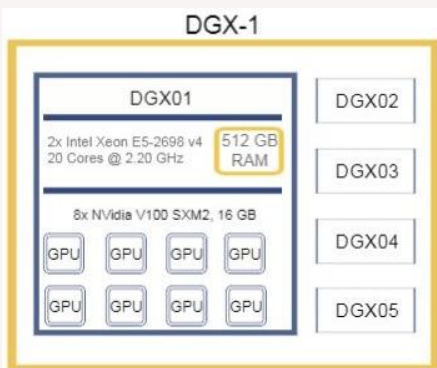 DGX-1
DGX01
2x Intel Xeon E5-2698 v4
20 Cores @ 2.20 GHz
512 GB
RAM
8x NVidia V100 SXM2, 16 GB
GPU GPU GPU GPU
GPU GPU GPU GPU
DGX02
DGX03
DGX04
DGX05